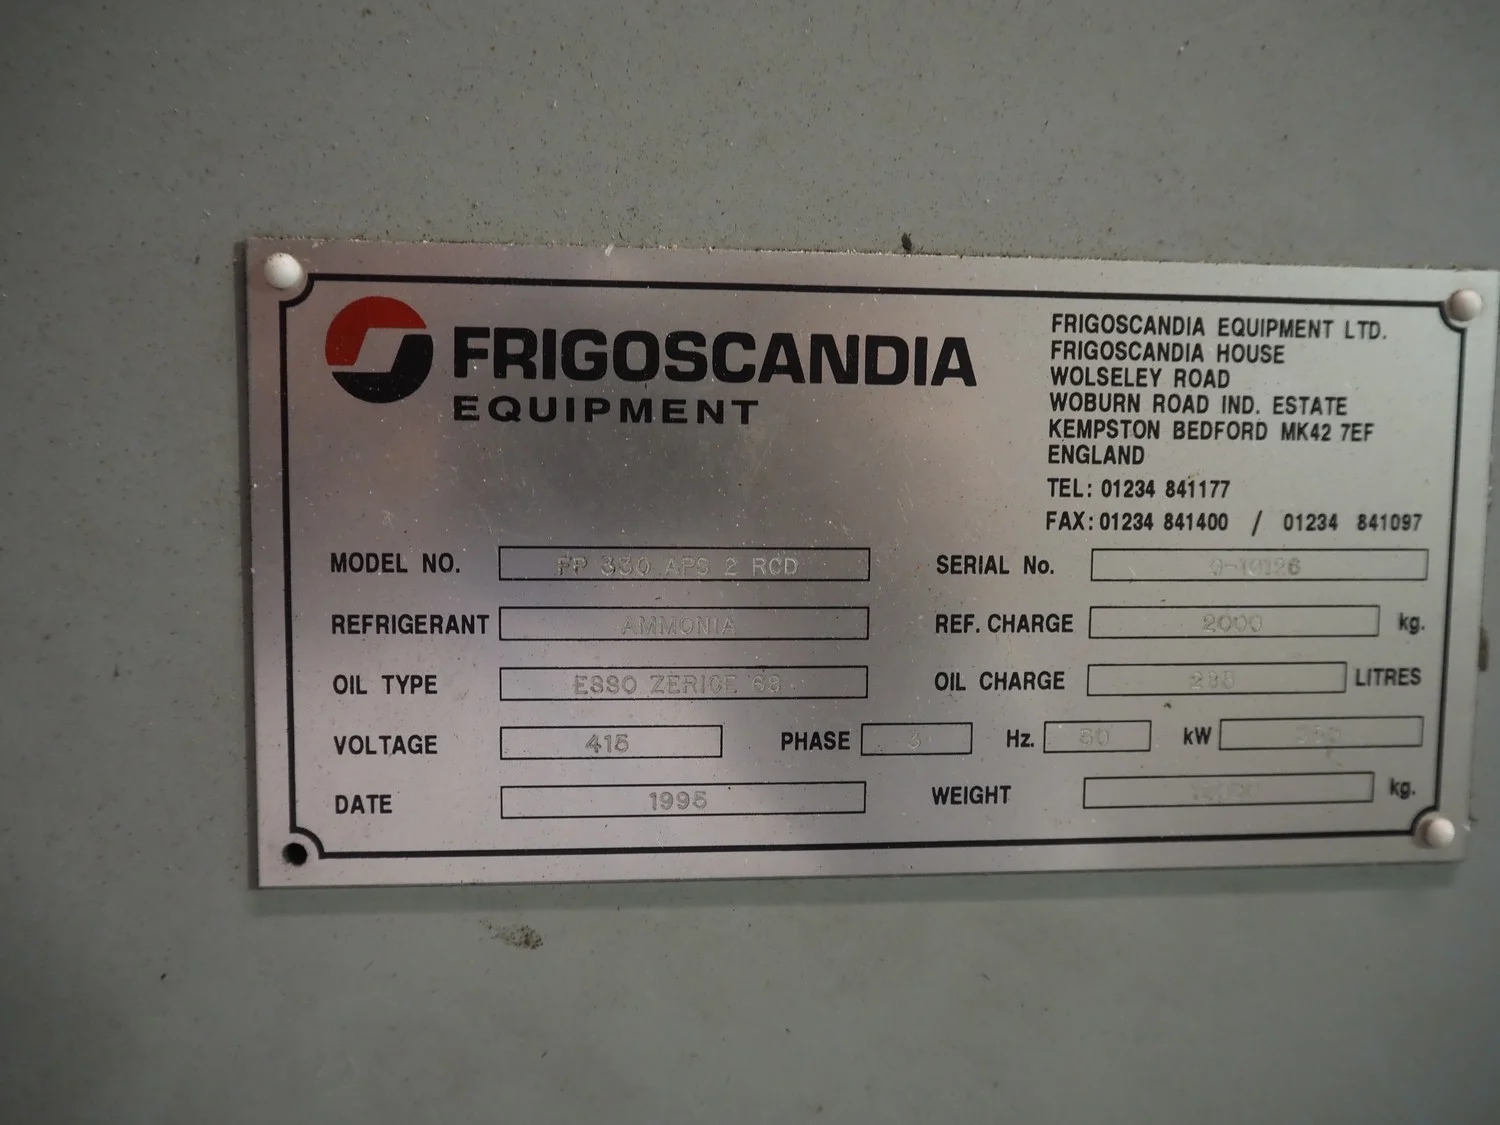 FRIGOSCANDIA
EQUIPMENT
FRIGOSCANDIA EQUIPMENT LTD.
FRIGOSCANDIA HOUSE
WOLSELEY ROAD
WOBURN ROAD IND. ESTATE
KEMPSTON BEDFORD MK42 7EF
ENGLAND
TEL: 01234 841177
FAX: 01234 841400 / 01234 841097
MODEL NO. 330 APS 2 RCD SERIAL No.
REFRIGERANT AMMONIA REF. CHARGE 2000 kg.
OIL TYPE ESSO ZERICE 68 OIL CHARGE LITRES
VOLTAGE 415 PHASE 3 Hz. kW
DATE 1995 WEIGHT kg.